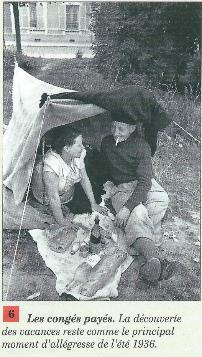 6 Les congés payés. La découverte
des vacances reste comme le principal
moment d'allégresse de l'été 1936.